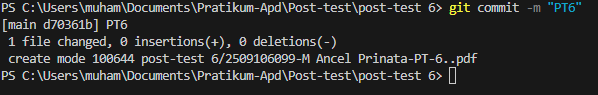 PS C:\Users\muham\Documents\Pratikum-Apd\Post-test\post-test 6> git commit -m "PT6"
[main d70361b] PT6
1 file changed, 0 insertions(+), 0 deletions(-)
create mode 100644 post-test 6/2509106099-M Ancel Prinata-PT-6..pdf
PS C:\Users\muham\Documents\Pratikum-Apd\Post-test\post-test 6>